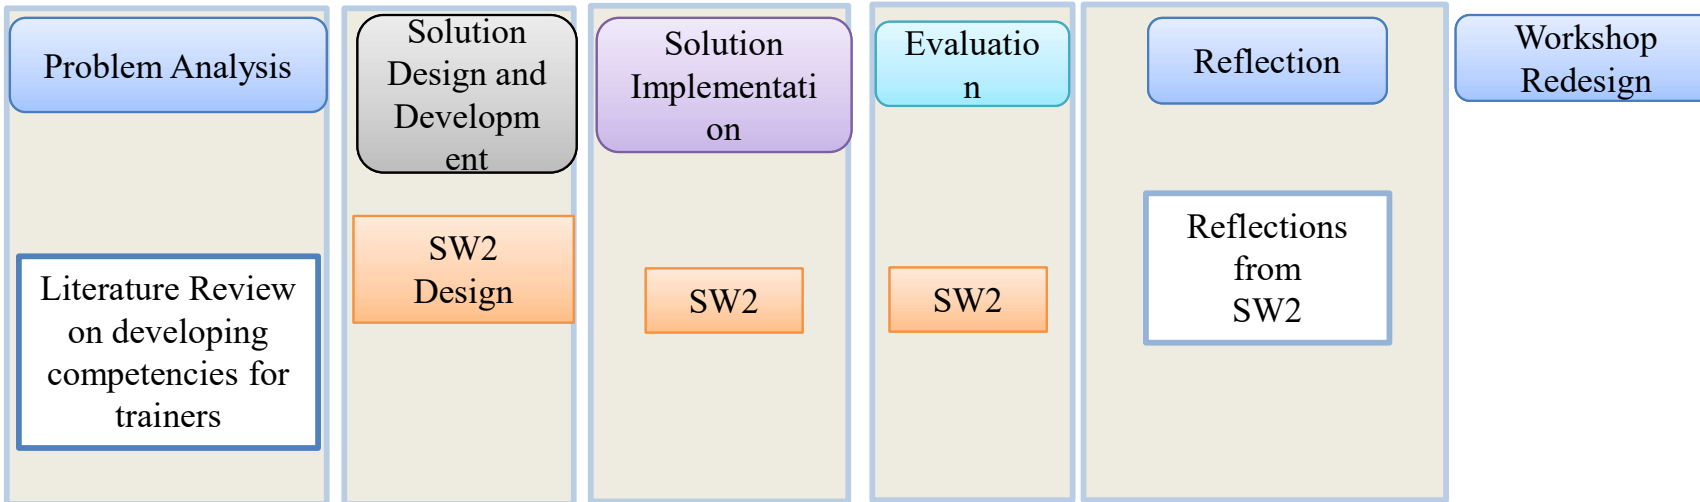 Problem Analysis
Solution
Design and
Developm
ent
Solution
Implementati
on
Evaluatio
n
Reflection
Workshop
Redesign
Literature Review
on developing
competencies for
trainers
SW2
Design
SW2
SW2
Reflections
from
SW2